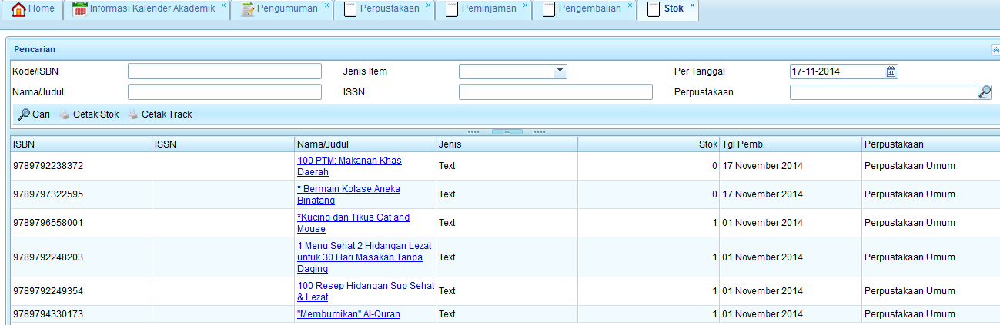 Home Informasi Kalender Akademik Pengumuman Perpustakaan Peminjaman Pengembalian Stok
Pencarian
Kode/ISBN Jenis Item Per Tanggal 17-11-2014
Nama/Judul ISSN Perpustakaan
Cari Cetak Stok Cetak Track
ISBN ISSN Nama/Judul Jenis Stok Tgl Pemb. Perpustakaan
9789792238372 100 PTM: Makanan Khas Text 0 17 November 2014 Perpustakaan Umum
Daerah
9789797322595 * Bermain Kolase:Aneka Text 0 17 November 2014 Perpustakaan Umum
Binatang
9789796558001 *Kucing dan Tikus Cat and Text 1 01 November 2014 Perpustakaan Umum
Mouse
1 Menu Sehat 2 Hidangan Lezat
9789792248203 untuk 30 Hari Masakan Tanpa Text 1 01 November 2014 Perpustakaan Umum
Daging
9789792249354 100 Resep Hidangan Sup Sehat Text 1 01 November 2014 Perpustakaan Umum
& Lezat
9789794330173 "Membumikan" Al-Quran Text 1 01 November 2014 Perpustakaan Umum